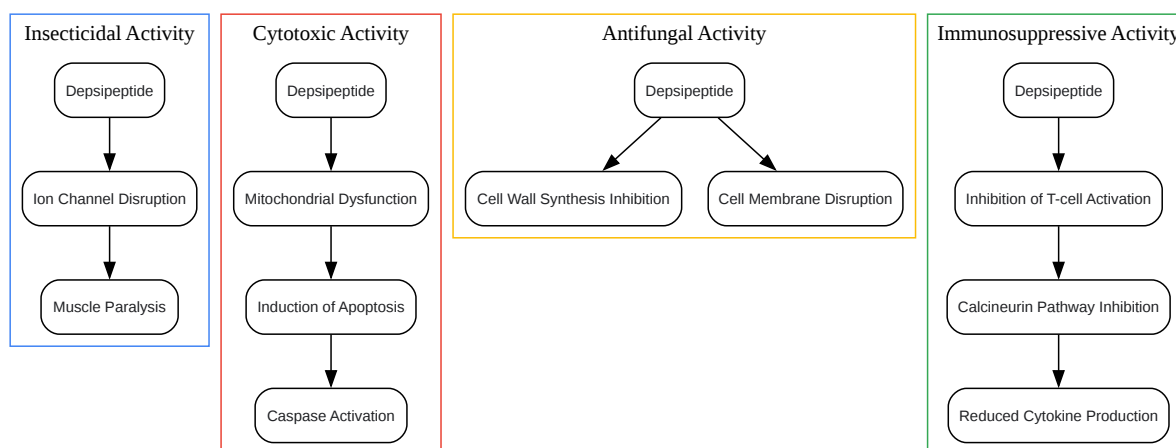 Insecticidal Activity
Depsipeptide
Ion Channel Disruption
Muscle Paralysis
Cytotoxic Activity
Depsipeptide
Mitochondrial Dysfunction
Induction of Apoptosis
Caspase Activation
Antifungal Activity
Depsipeptide
Cell Wall Synthesis Inhibition
Cell Membrane Disruption
Immunosuppressive Activity
Depsipeptide
Inhibition of T-cell Activation
Calcineurin Pathway Inhibition
Reduced Cytokine Production